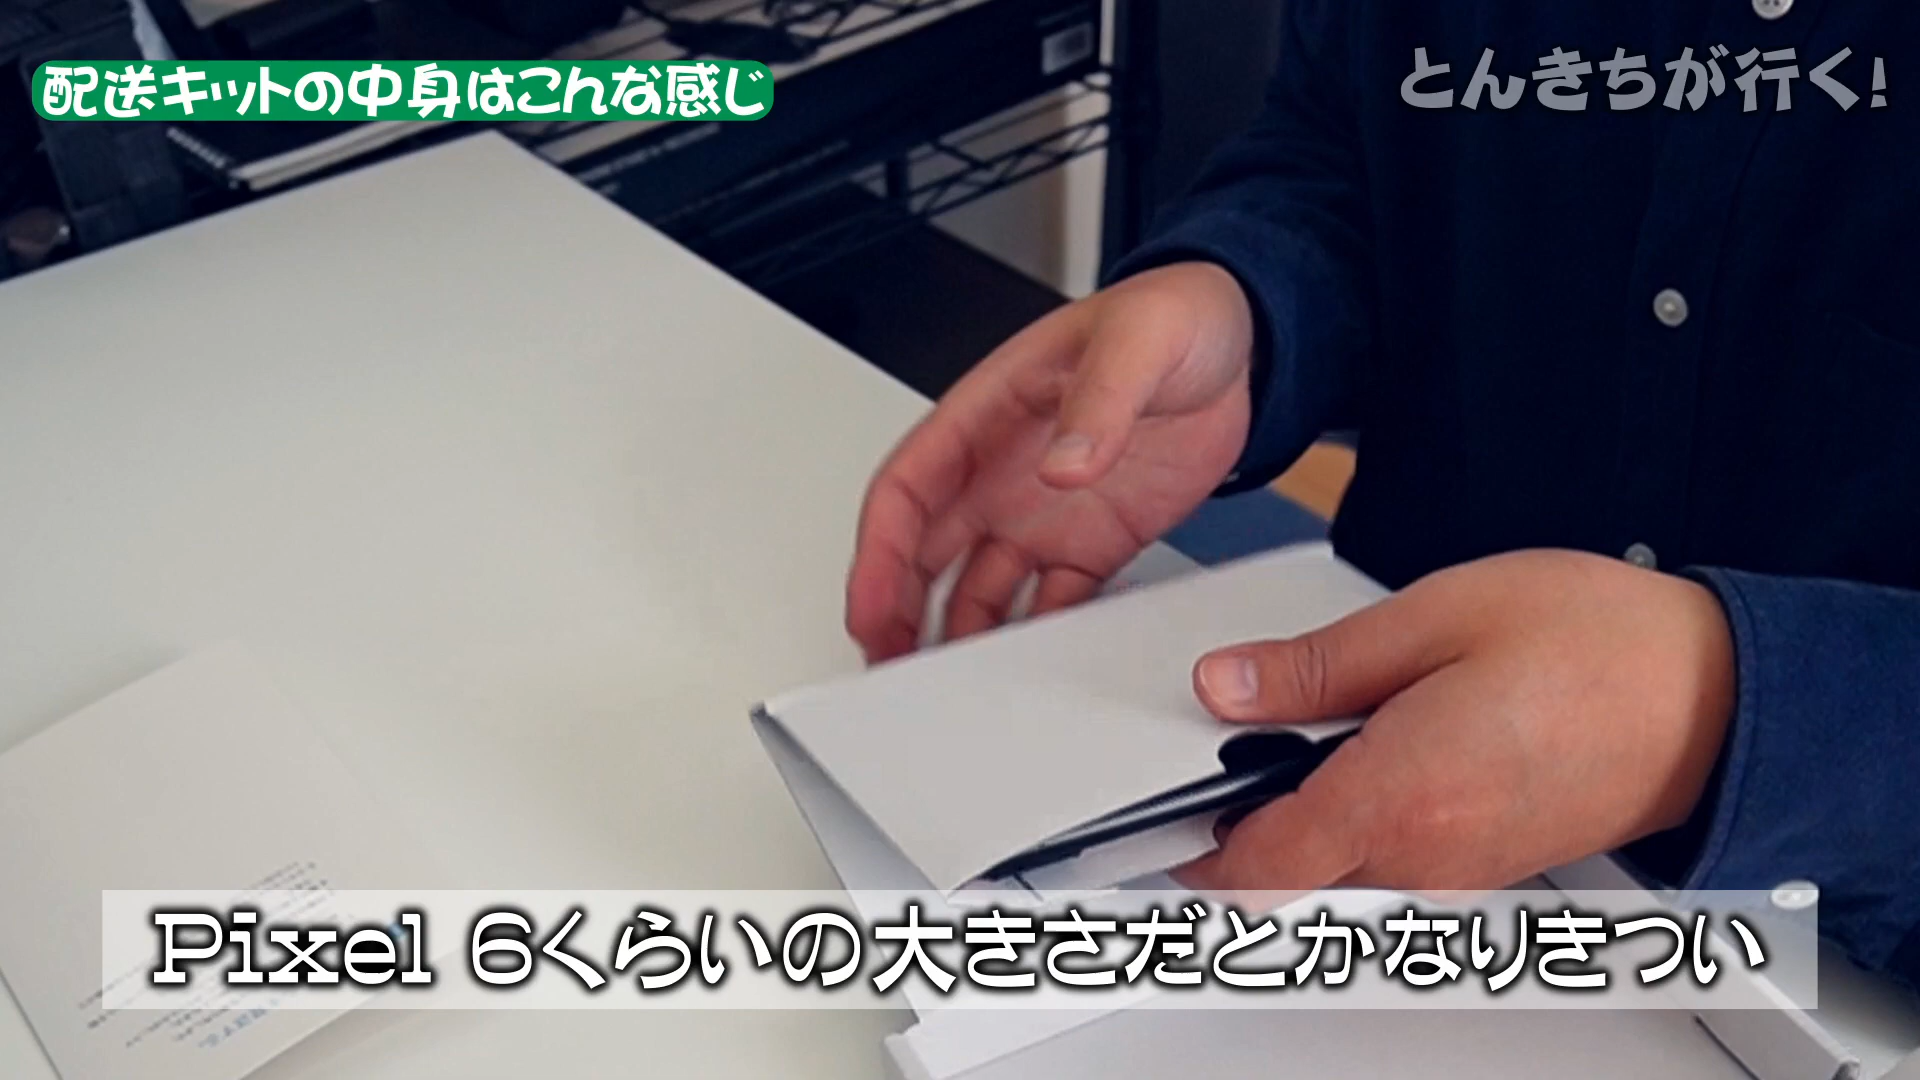 配送キットの中身はこんな感じ
とんきちが行く!
Pixel 6くらいの大きさだとかなりきつい